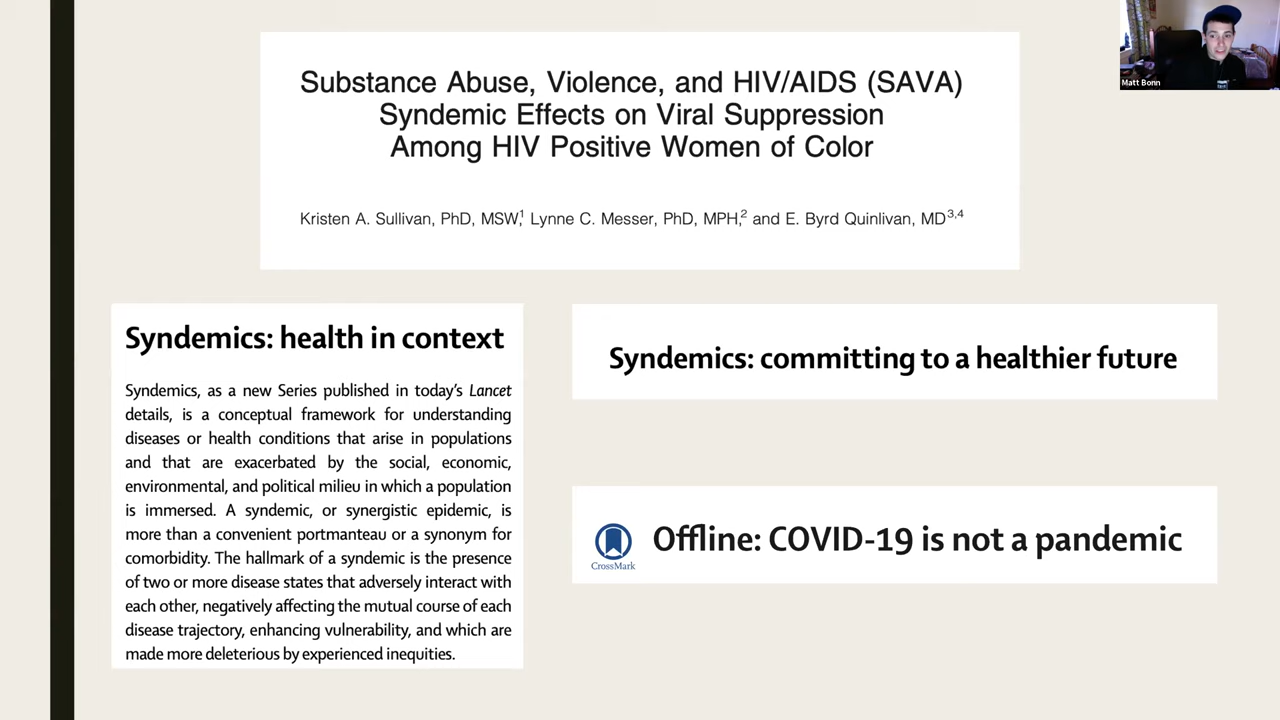 Substance Abuse, Violence, and HIV/AIDS (SAVA)
Syndemic Effects on Viral Suppression
Among HIV Positive Women of Color
Kristen A. Sullivan, PhD, MSW,1 Lynne C. Messer, PhD, MPH,2 and E. Byrd Quinlivan, MD3,4
Matt Bonn
Syndemics: health in context
Syndemics, as a new Series published in today's Lancet
details, is a conceptual framework for understanding
diseases or health conditions that arise in populations
and that are exacerbated by the social, economic,
environmental, and political milieu in which a population
is immersed. A syndemic, or synergistic epidemic, is
more than a convenient portmanteau or a synonym for
comorbidity. The hallmark of a syndemic is the presence
of two or more disease states that adversely interact with
each other, negatively affecting the mutual course of each
disease trajectory, enhancing vulnerability, and which are
made more deleterious by experienced inequities.
Syndemics: committing to a healthier future
CrossMark
Offline: COVID-19 is not a pandemic